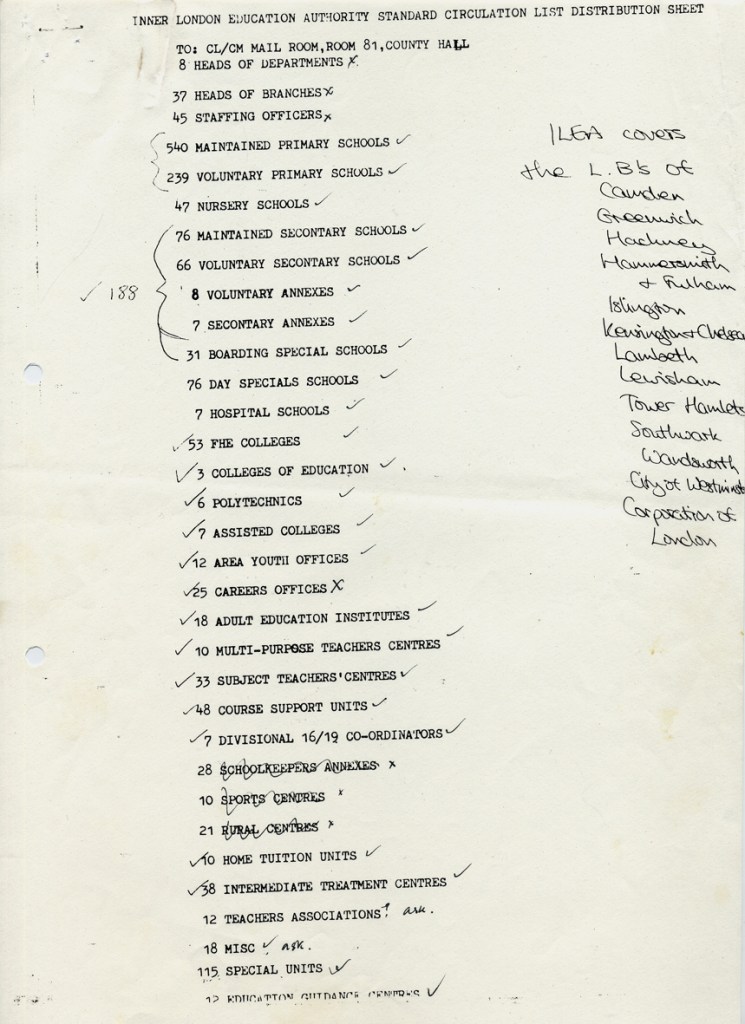 INNER LONDON EDUCATION AUTHORITY STANDARD CIRCULATION LIST DISTRIBUTION SHEET
TO: CL/CM MAIL ROOM,ROOM 81,COUNTY HALL
8 HEADS OF DEPARTMENTS x
37 HEADS OF BRANCHES x
45 STAFFING OFFICERS x
540 MAINTAINED PRIMARY SCHOOLS ✓
239 VOLUNTARY PRIMARY SCHOOLS ✓
47 NURSERY SCHOOLS ✓
76 MAINTAINED SECONTARY SCHOOLS ✓
66 VOLUNTARY SECONTARY SCHOOLS ✓
✓ 188
8 VOLUNTARY ANNEXES ✓
7 SECONTARY ANNEXES ✓
31 BOARDING SPECIAL SCHOOLS ✓
76 DAY SPECIALS SCHOOLS ✓
7 HOSPITAL SCHOOLS ✓
✓53 FHE COLLEGES ✓
✓3 COLLEGES OF EDUCATION ✓.
✓6 POLYTECHNICS ✓
✓7 ASSISTED COLLEGES ✓
✓12 AREA YOUTH OFFICES ✓
✓25 CAREERS OFFICES X
✓18 ADULT EDUCATION INSTITUTES ✓
✓10 MULTI-PURPOSE TEACHERS CENTRES ✓
✓33 SUBJECT TEACHERS'CENTRES ✓
✓48 COURSE SUPPORT UNITS ✓
✓7 DIVISIONAL 16/19 CO-ORDINATORS ✓
28 SCHOOLKEEPERS ANNEXES x
10 SPORTS CENTRES x
21 RURAL CENTRES x
✓10 HOME TUITION UNITS ✓
✓38 INTERMEDIATE TREATMENT CENTRES ✓
12 TEACHERS ASSOCIATIONS ? ask.
18 MISC ✓ ask.
115 SPECIAL UNITS ✓
12 EDUCATION GUIDANCE CENTRES ✓
ILEA covers
the L.B's of
Camden
Greenwich
Hackney
Hammersmith
+ Fulham
Islington
Kensington+Chelsea
Lambeth
Lewisham
Tower Hamlets
Southwark
Wandsworth
City of Westminst
Corporation of
London